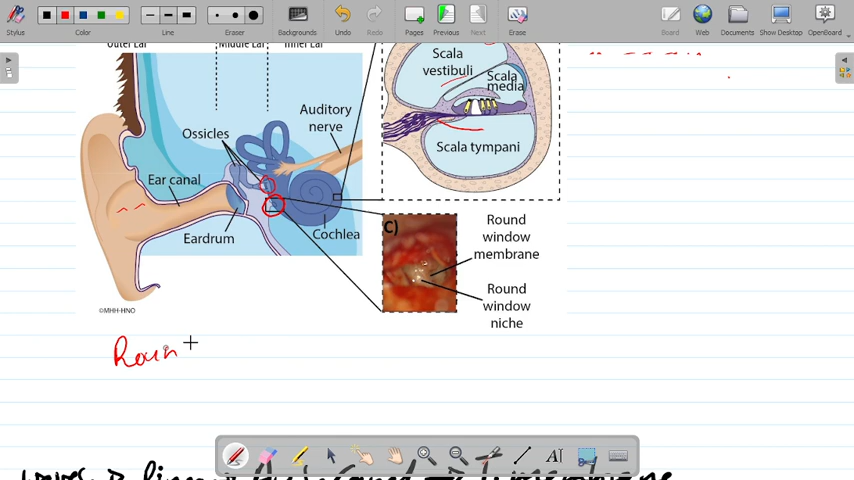 Stylus
Color
Line
Eraser
Backgrounds
Undo
Redo
Pages
Previous
Next
Erase
Board
Web
Documents
Show Desktop
OpenBoard
Outer Ear
Middle Ear
Inner Ear
Ossicles
Auditory
nerve
Ear canal
Eardrum
Cochlea
©MHH-HNO
Scala
vestibuli
Scala
media
Scala tympani
C)
Round
window
membrane
Round
window
niche
Roun
membrane